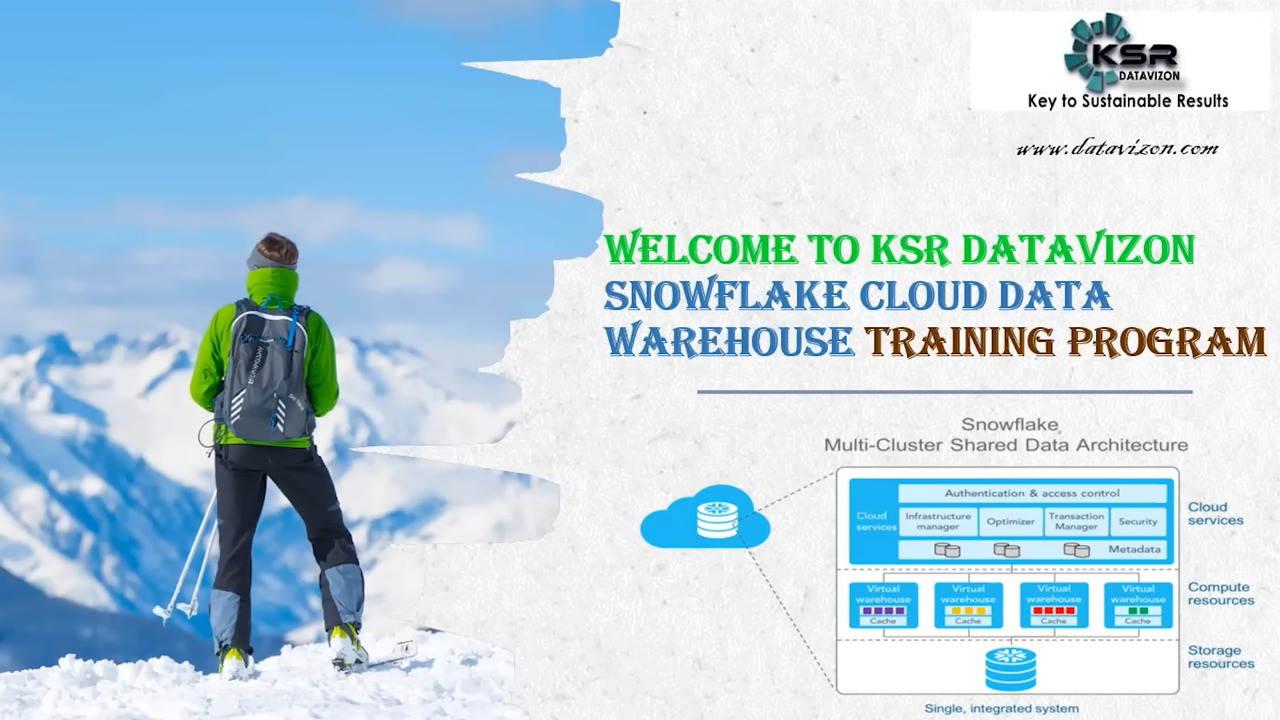 KSR
DATAVIZON
Key to Sustainable Results
www.datavizon.com
WELCOME TO KSR DATAVIZON
SNOWFLAKE CLOUD DATA
WAREHOUSE TRAINING PROGRAM
Snowflake
Multi-Cluster Shared Data Architecture
Authentication & access control
Cloud
services
Infrastructure
manager
Optimizer
Transaction
Manager
Security
Metadata
Cloud
services
Virtual
warehouse
Cache
Virtual
warehouse
Cache
Virtual
warehouse
Cache
Virtual
warehouse
Cache
Compute
resources
Storage
resources
Single, integrated system